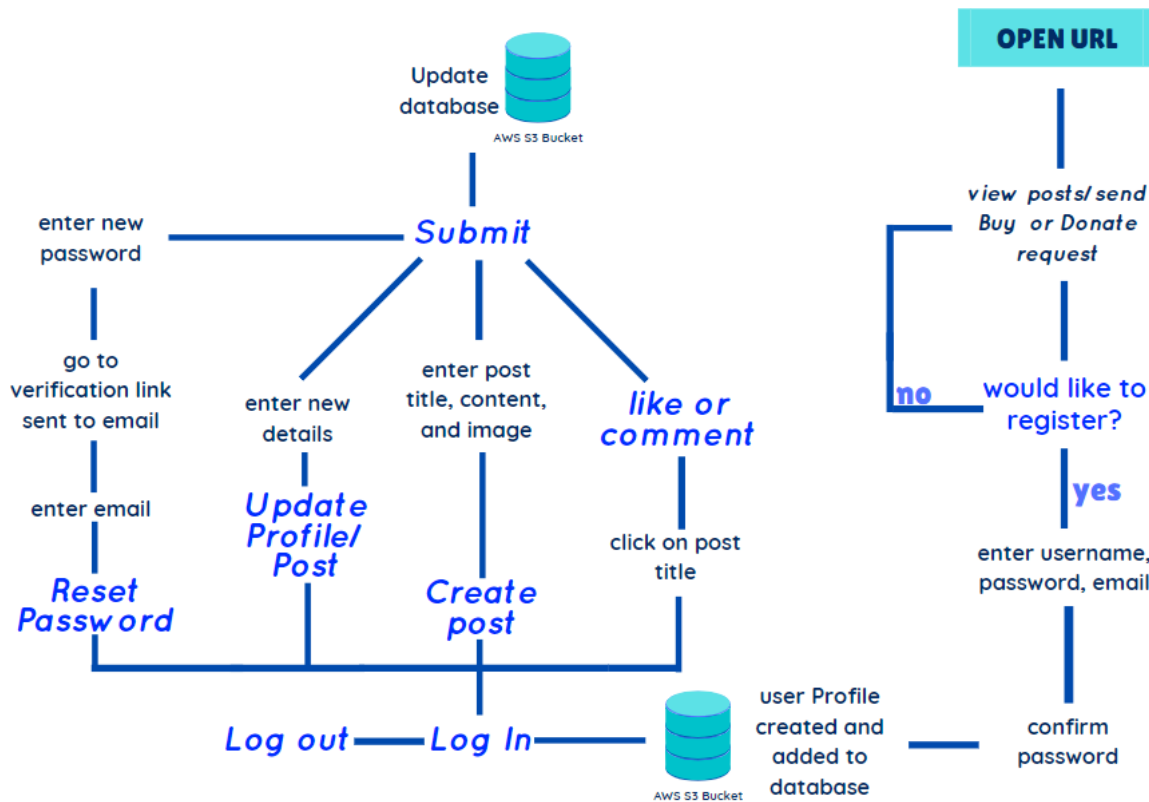 OPEN URL
Update
database
AWS S3 Bucket
view posts/send
Buy or Donate
request
enter new
password
Submit
go to
verification link
sent to email
enter new
details
enter post
title, content,
and image
like or
comment
no
would like to
register?
yes
enter email
Update
Profile/
Post
click on post
title
enter username,
password, email
Reset
Password
Create
post
Log out
Log In
AWS S3 Bucket
user Profile
created and
added to
database
confirm
password